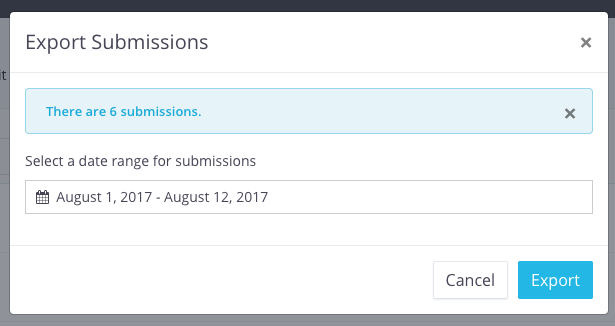 Export Submissions
There are 6 submissions.
Select a date range for submissions
August 1, 2017 - August 12, 2017
Cancel
Export